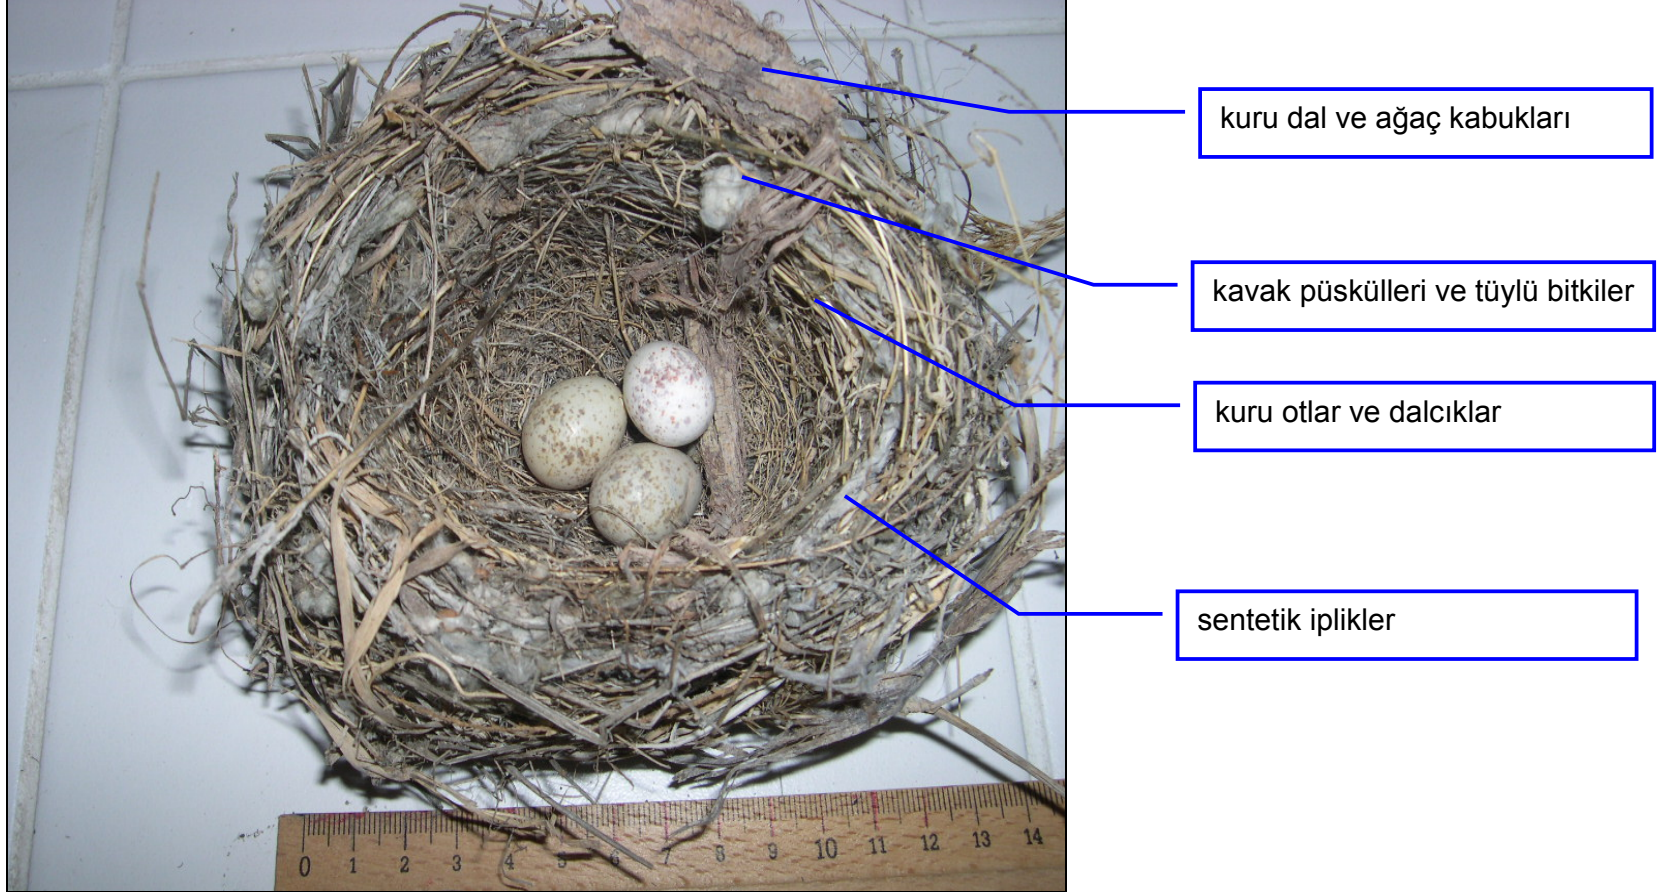 kuru dal ve ağaç kabukları
kavak püskülleri ve tüylü bitkiler
kuru otlar ve dalcıklar
sentetik iplikler
0 1 2 3 4 5 6 7 8 9 10 11 12 13 14